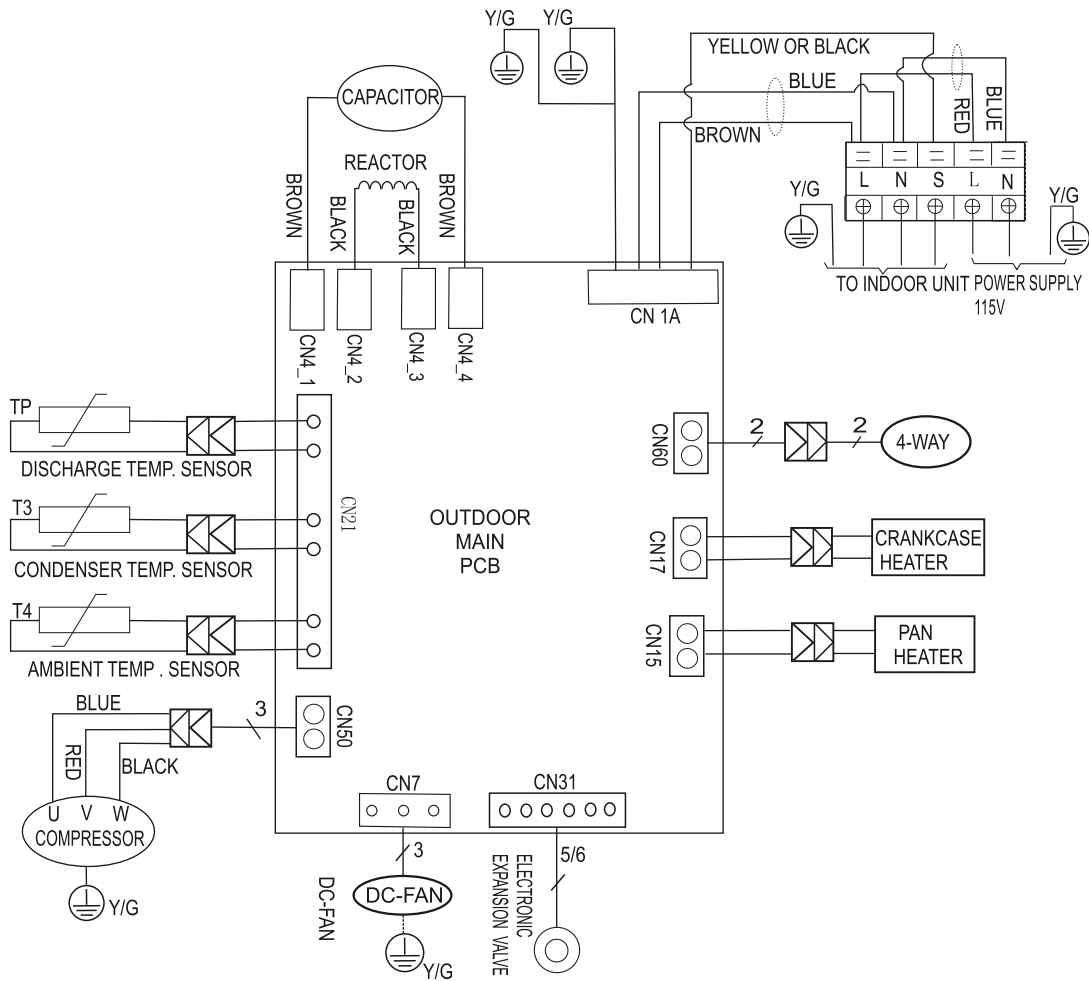 Y/G
Y/G
YELLOW OR BLACK
BLUE
BROWN
RED
BLUE
L N S L N
Y/G
Y/G
TO INDOOR UNIT
POWER SUPPLY
115V
CAPACITOR
REACTOR
BROWN
BLACK
BLACK
BROWN
CN4_1
CN4_2
CN4_3
CN4_4
CN 1A
TP
DISCHARGE TEMP. SENSOR
T3
CONDENSER TEMP. SENSOR
T4
AMBIENT TEMP . SENSOR
CN21
OUTDOOR
MAIN
PCB
CN60
2
2
4-WAY
CN17
CRANKCASE
HEATER
CN15
PAN
HEATER
BLUE
RED
BLACK
3
CN50
U V W
COMPRESSOR
Y/G
CN7
3
DC-FAN
DC-FAN
Y/G
CN31
5/6
ELECTRONIC
EXPANSION VALVE